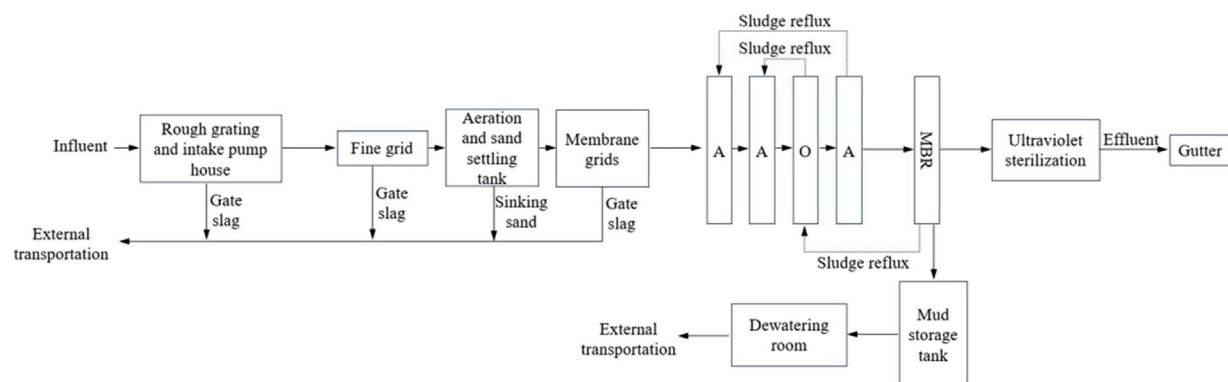 Sludge reflux
Sludge reflux
Influent
Rough grating
and intake pump
house
Fine grid
Aeration
and sand
settling
tank
Membrane
grids
A
A
O
A
MBR
Ultraviolet
sterilization
Effluent
Gutter
Gate
slag
Gate
slag
Sinking
sand
Gate
slag
External
transportation
Sludge reflux
Mud
storage
tank
Dewatering
room
External
transportation